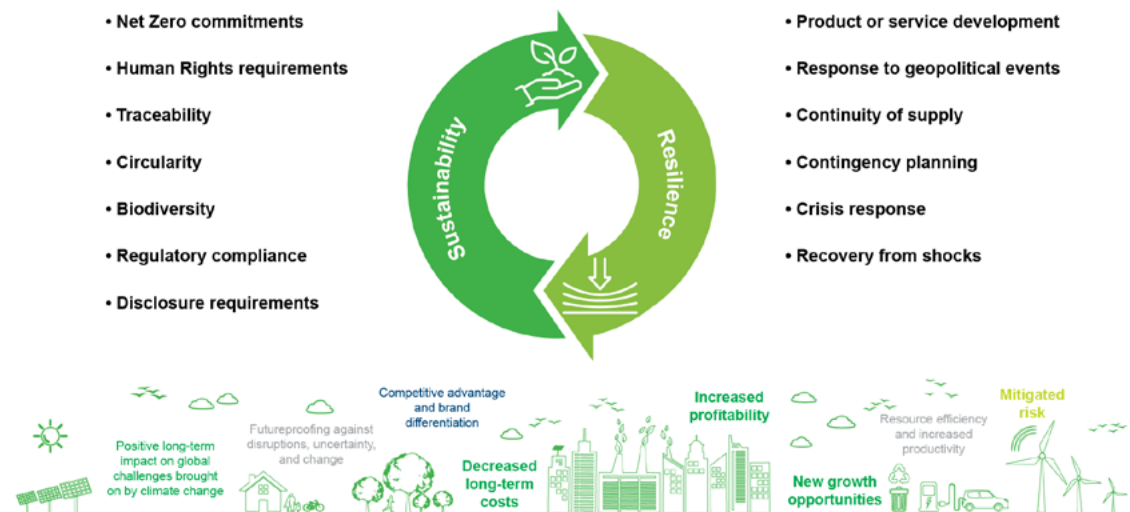 • Net Zero commitments
• Human Rights requirements
• Traceability
• Circularity
• Biodiversity
• Regulatory compliance
• Disclosure requirements
Sustainability
Resilience
• Product or service development
• Response to geopolitical events
• Continuity of supply
• Contingency planning
• Crisis response
• Recovery from shocks
Positive long-term
impact on global
challenges brought
on by climate change
Futureproofing against
disruptions, uncertainty,
and change
Competitive advantage
and brand
differentiation
Decreased
long-term
costs
Increased
profitability
New growth
opportunities
Resource efficiency
and increased
productivity
Mitigated
risk